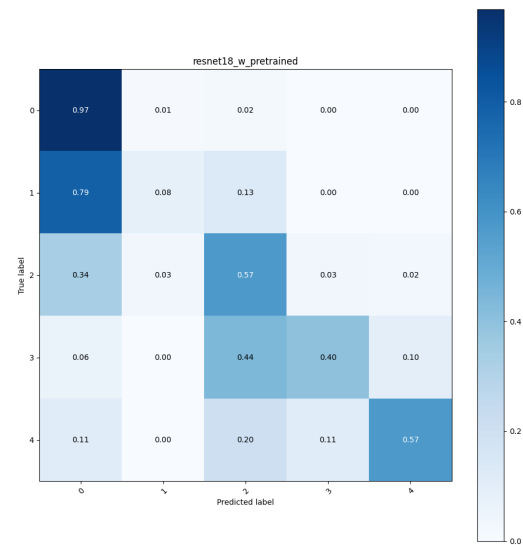 resnet18_w_pretrained
0 0.97 0.01 0.02 0.00 0.00
1 0.79 0.08 0.13 0.00 0.00
2 0.34 0.03 0.57 0.03 0.02
3 0.06 0.00 0.44 0.40 0.10
4 0.11 0.00 0.20 0.11 0.57
True label
0 1 2 3 4
Predicted label
0.8
0.6
0.4
0.2
0.0